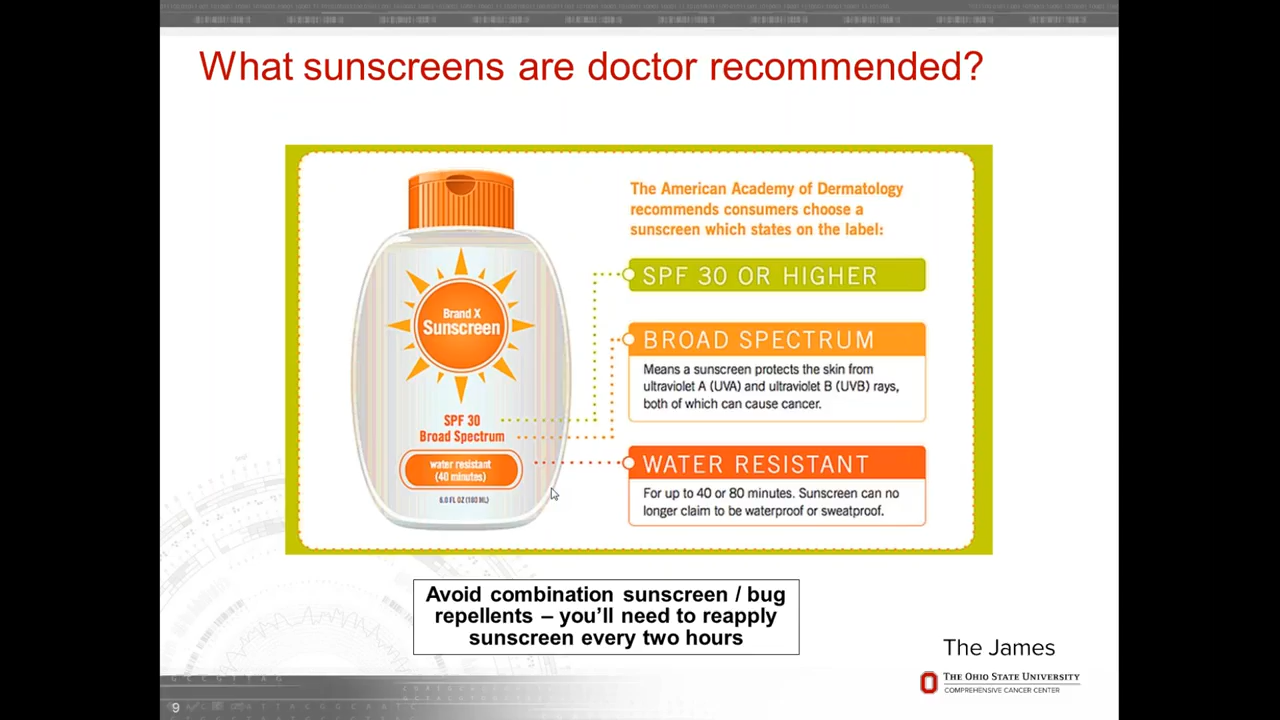 What sunscreens are doctor recommended?
Brand X
Sunscreen
SPF 30
Broad Spectrum
water resistant
(40 minutes)
6.0 FL OZ (180 ML)
The American Academy of Dermatology
recommends consumers choose a
sunscreen which states on the label:
SPF 30 OR HIGHER
BROAD SPECTRUM
Means a sunscreen protects the skin from
ultraviolet A (UVA) and ultraviolet B (UVB) rays,
both of which can cause cancer.
WATER RESISTANT
For up to 40 or 80 minutes. Sunscreen can no
longer claim to be waterproof or sweatproof.
Avoid combination sunscreen / bug
repellents – you’ll need to reapply
sunscreen every two hours
The James
THE OHIO STATE UNIVERSITY
COMPREHENSIVE CANCER CENTER
9